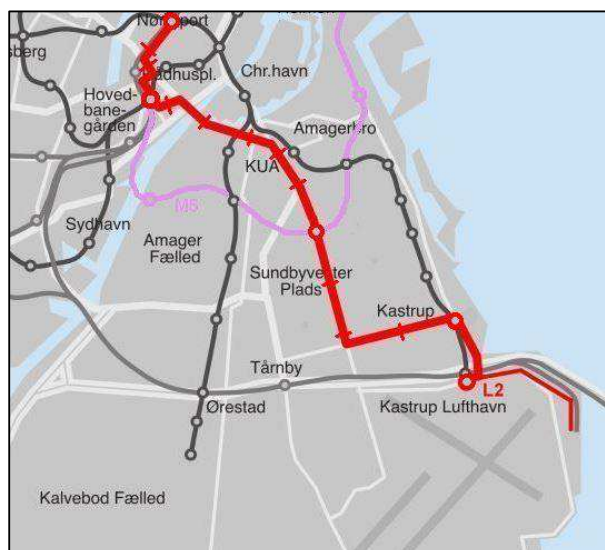 Chr.havn
Hoved-
bane-
gården
Amagerbro
KUA
M6
Sydhavn
Amager
Fælled
Sundbyvester
Plads
Kastrup
Tårnby
L2
Ørestad
Kastrup Lufthavn
Kalvebod Fælled